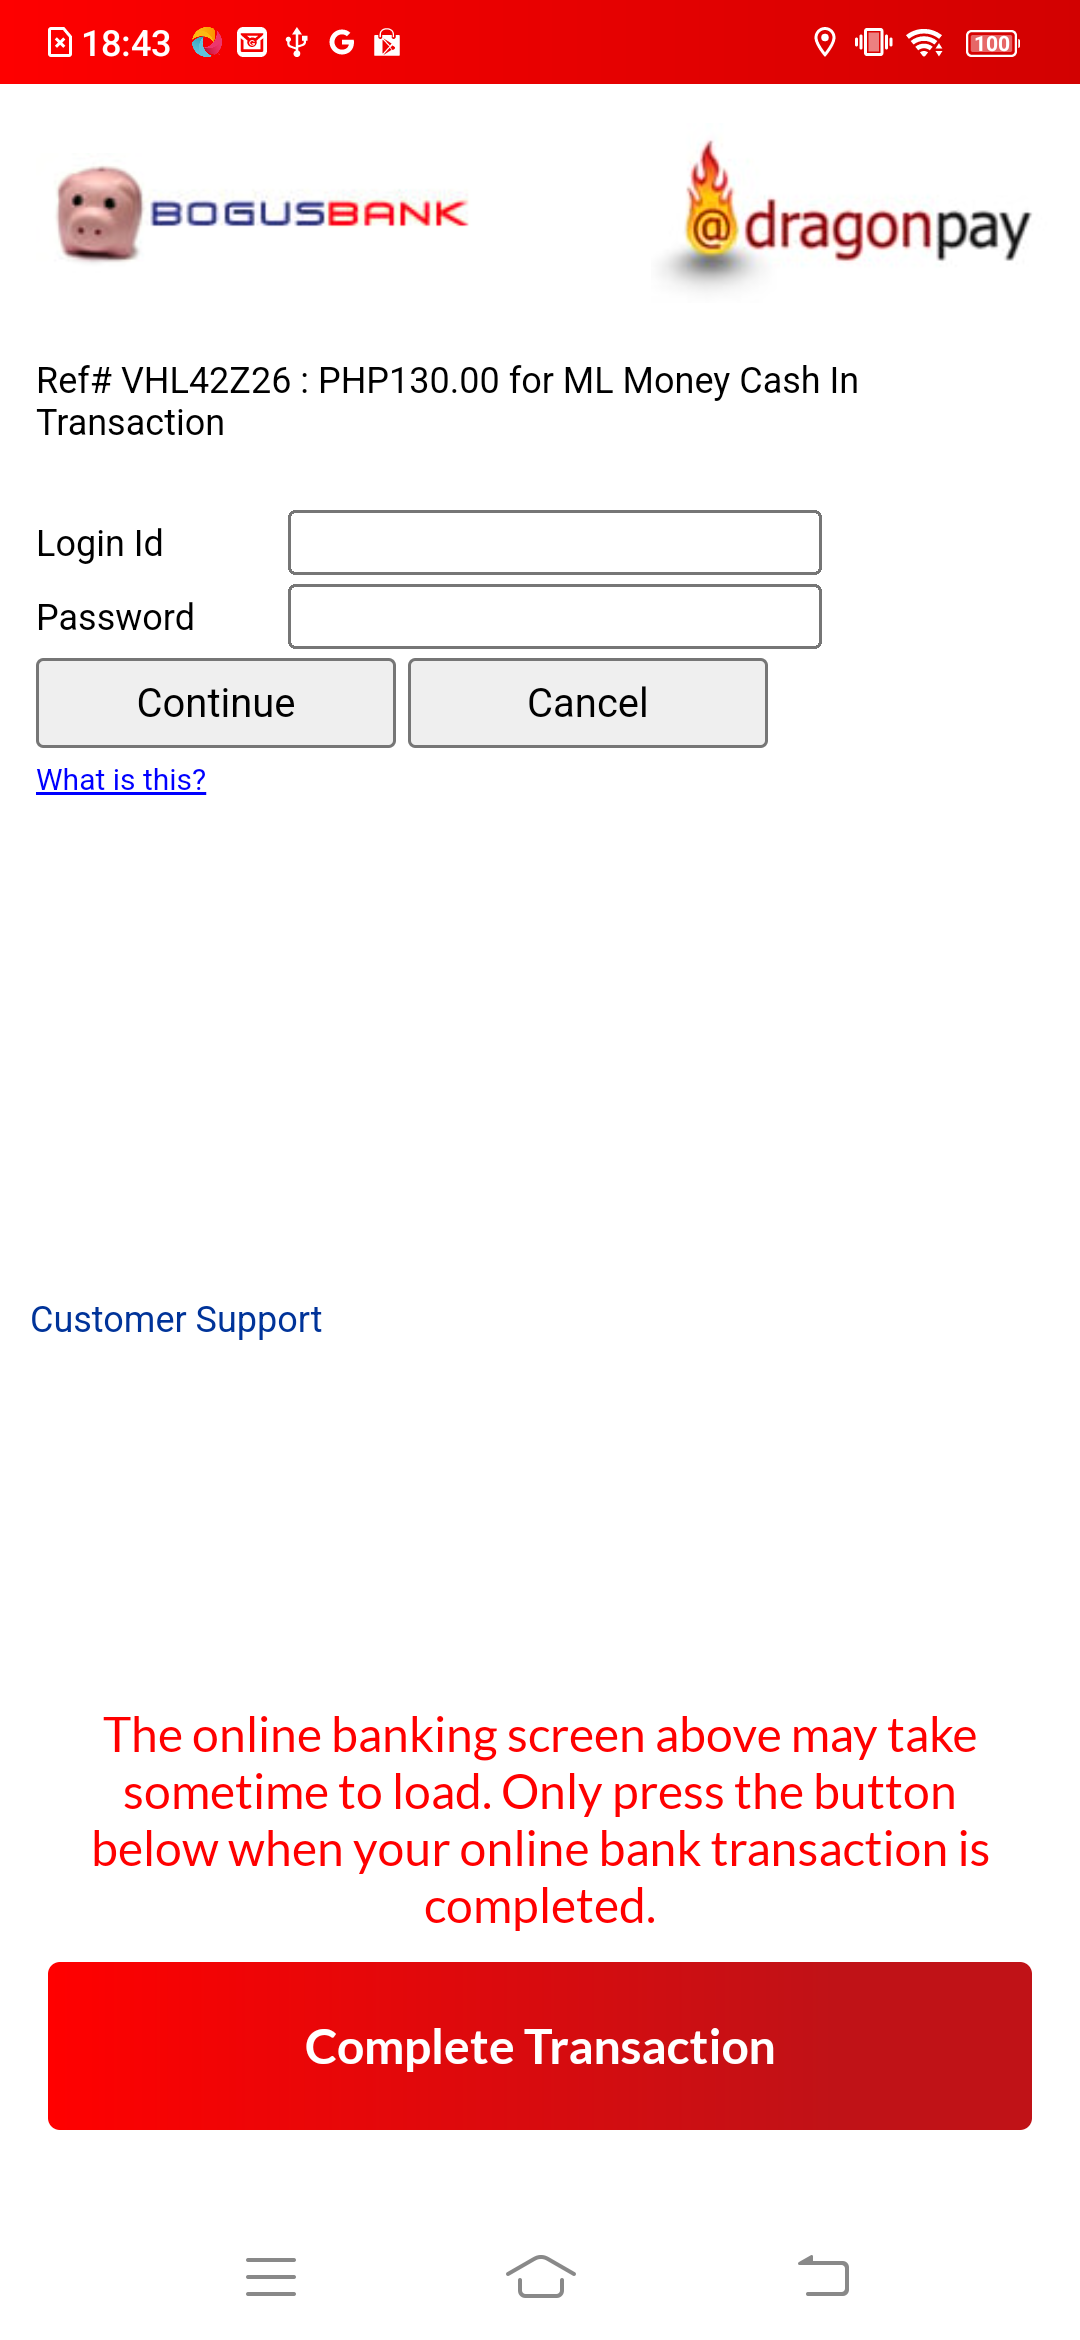 18:43
100
BOGUSBANK
@dragonpay
Ref# VHL42Z26 : PHP130.00 for ML Money Cash In
Transaction
Login Id
Password
Continue
Cancel
What is this?
Customer Support
The online banking screen above may take
sometime to load. Only press the button
below when your online bank transaction is
completed.
Complete Transaction